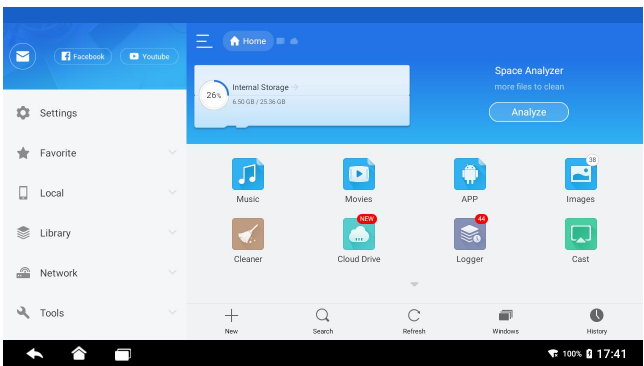 Facebook
Youtube
Home
26%
Internal Storage
6.50 GB / 25.36 GB
Space Analyzer
more files to clean
Analyze
Settings
Favorite
Local
Library
Network
Tools
38
Music
Movies
APP
Images
NEW
44
Cleaner
Cloud Drive
Logger
Cast
New
Search
Refresh
Windows
History
100%
17:41